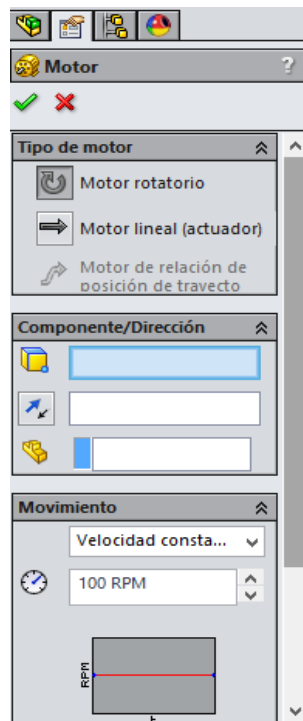 Motor
?
Tipo de motor
Motor rotatorio
Motor lineal (actuador)
Motor de relación de
posición de trayecto
Componente/Dirección
Movimiento
Velocidad consta...
100 RPM
RPM